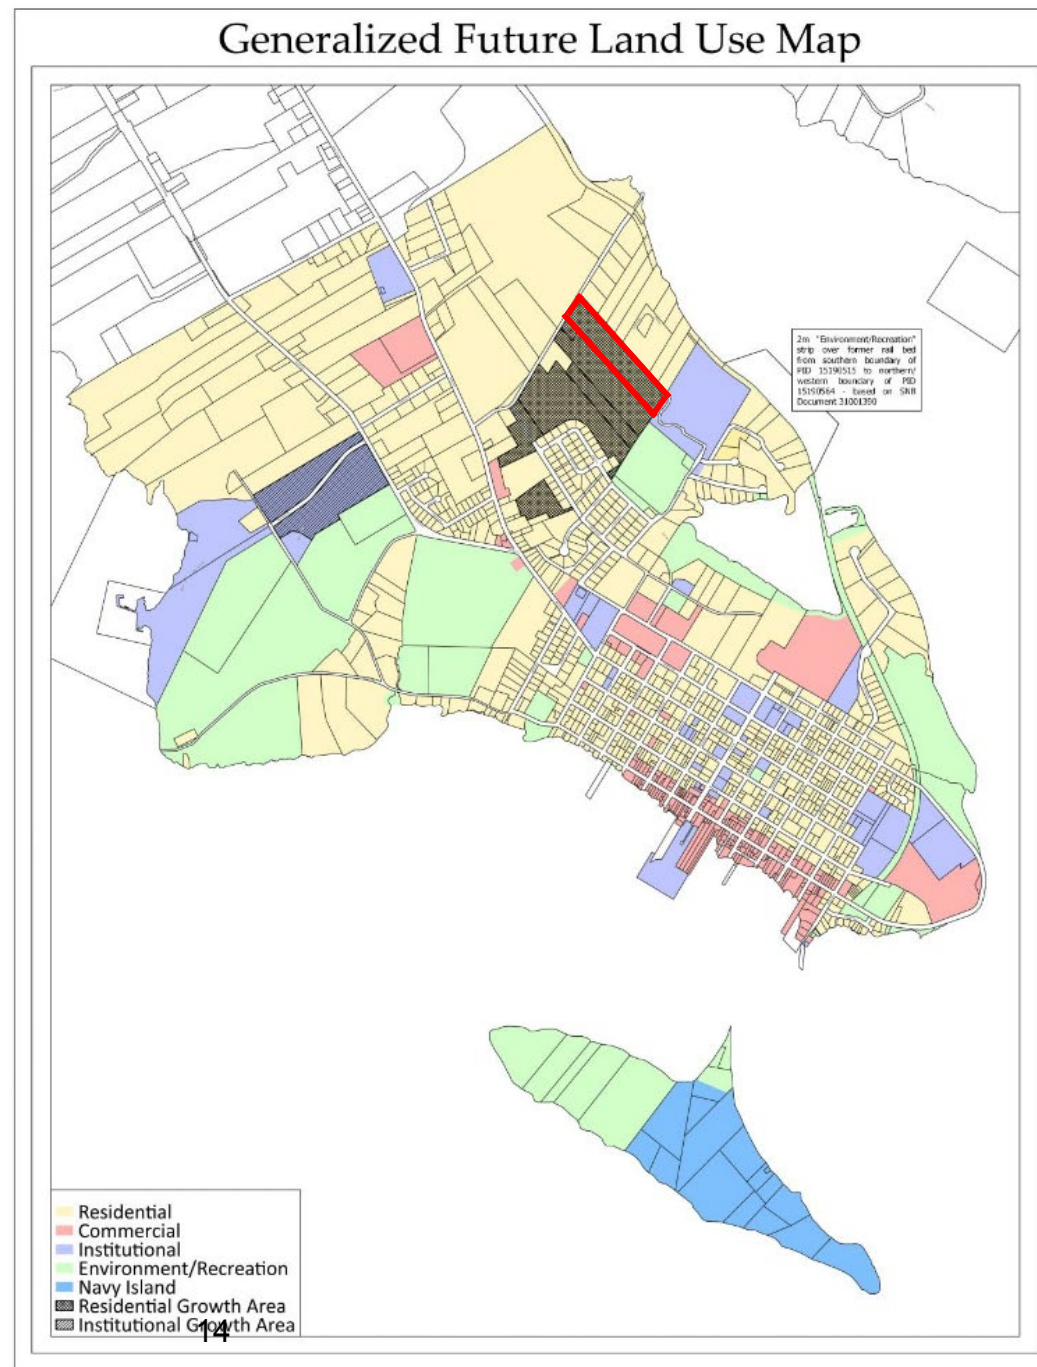 Generalized Future Land Use Map
2m "Environment/Recreation"
strip over former rail bed
from southern boundary of
PID 15190515 to northern/
western boundary of PID
15190564 - based on SNB
Document 31001390
Residential
Commercial
Institutional
Environment/Recreation
Navy Island
Residential Growth Area
Institutional Growth Area
14